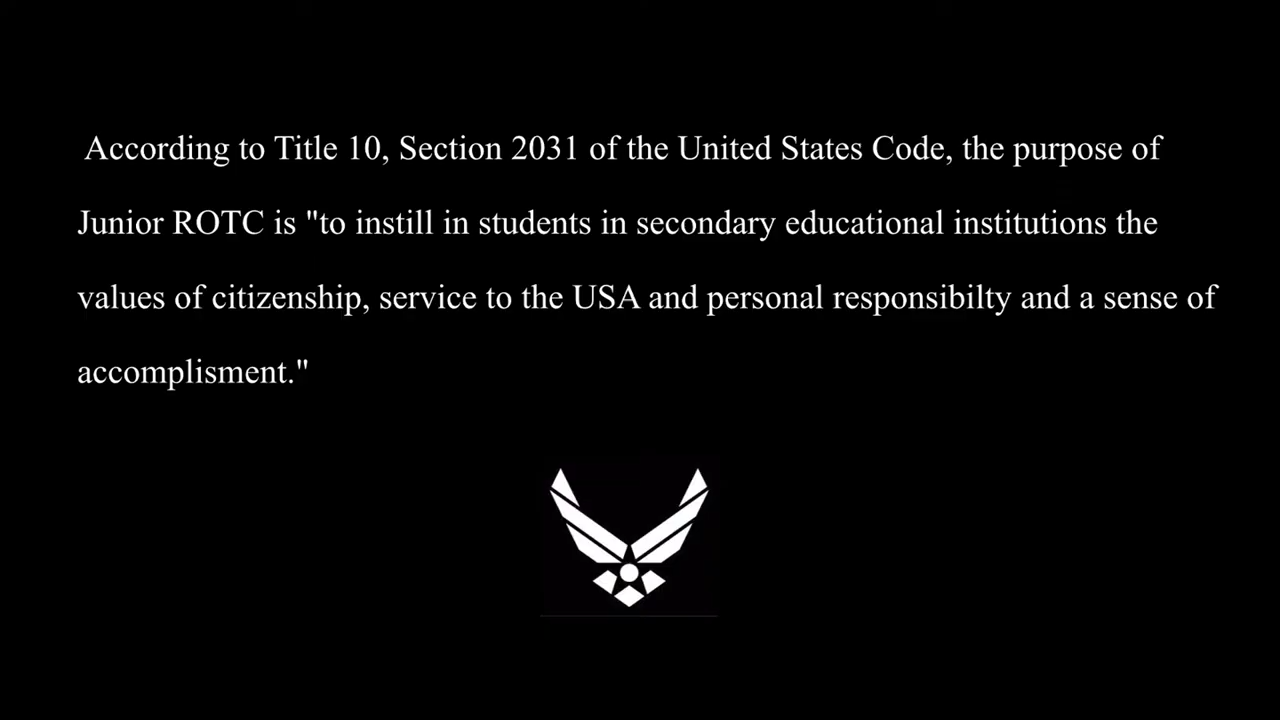 According to Title 10, Section 2031 of the United States Code, the purpose of
Junior ROTC is "to instill in students in secondary educational institutions the
values of citizenship, service to the USA and personal responsibilty and a sense of
accomplisment."